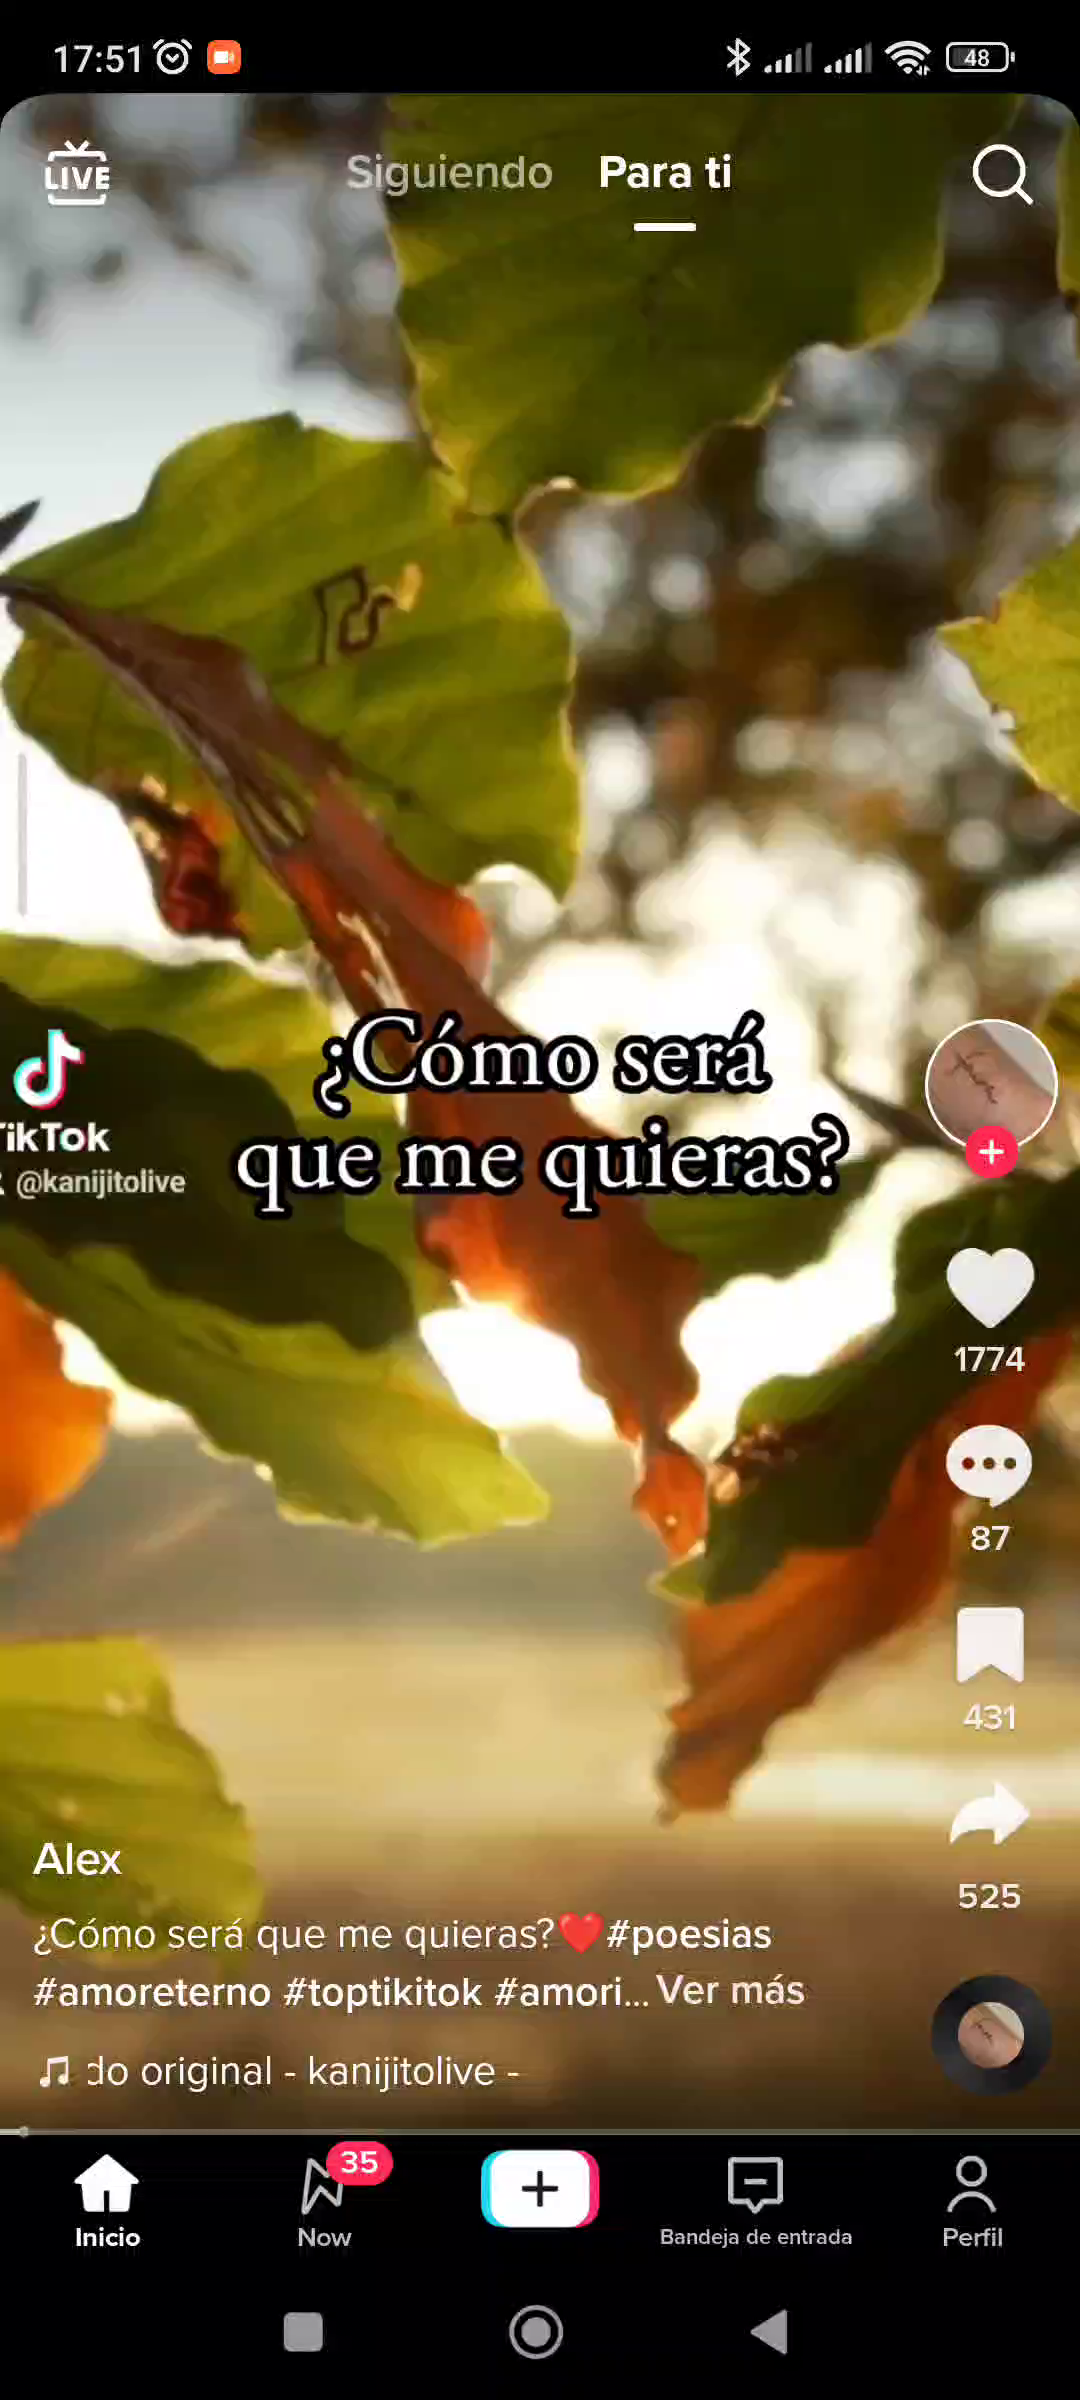 17:51
48
LIVE
Siguiendo
Para ti
¿Cómo será
que me quieras?
ikTok
@kanijitolive
1774
87
431
525
Alex
¿Cómo será que me quieras?❤️#poesias
#amoreterno #toptikitok #amori... Ver más
do original - kanijitolive -
35
Inicio
Now
Bandeja de entrada
Perfil